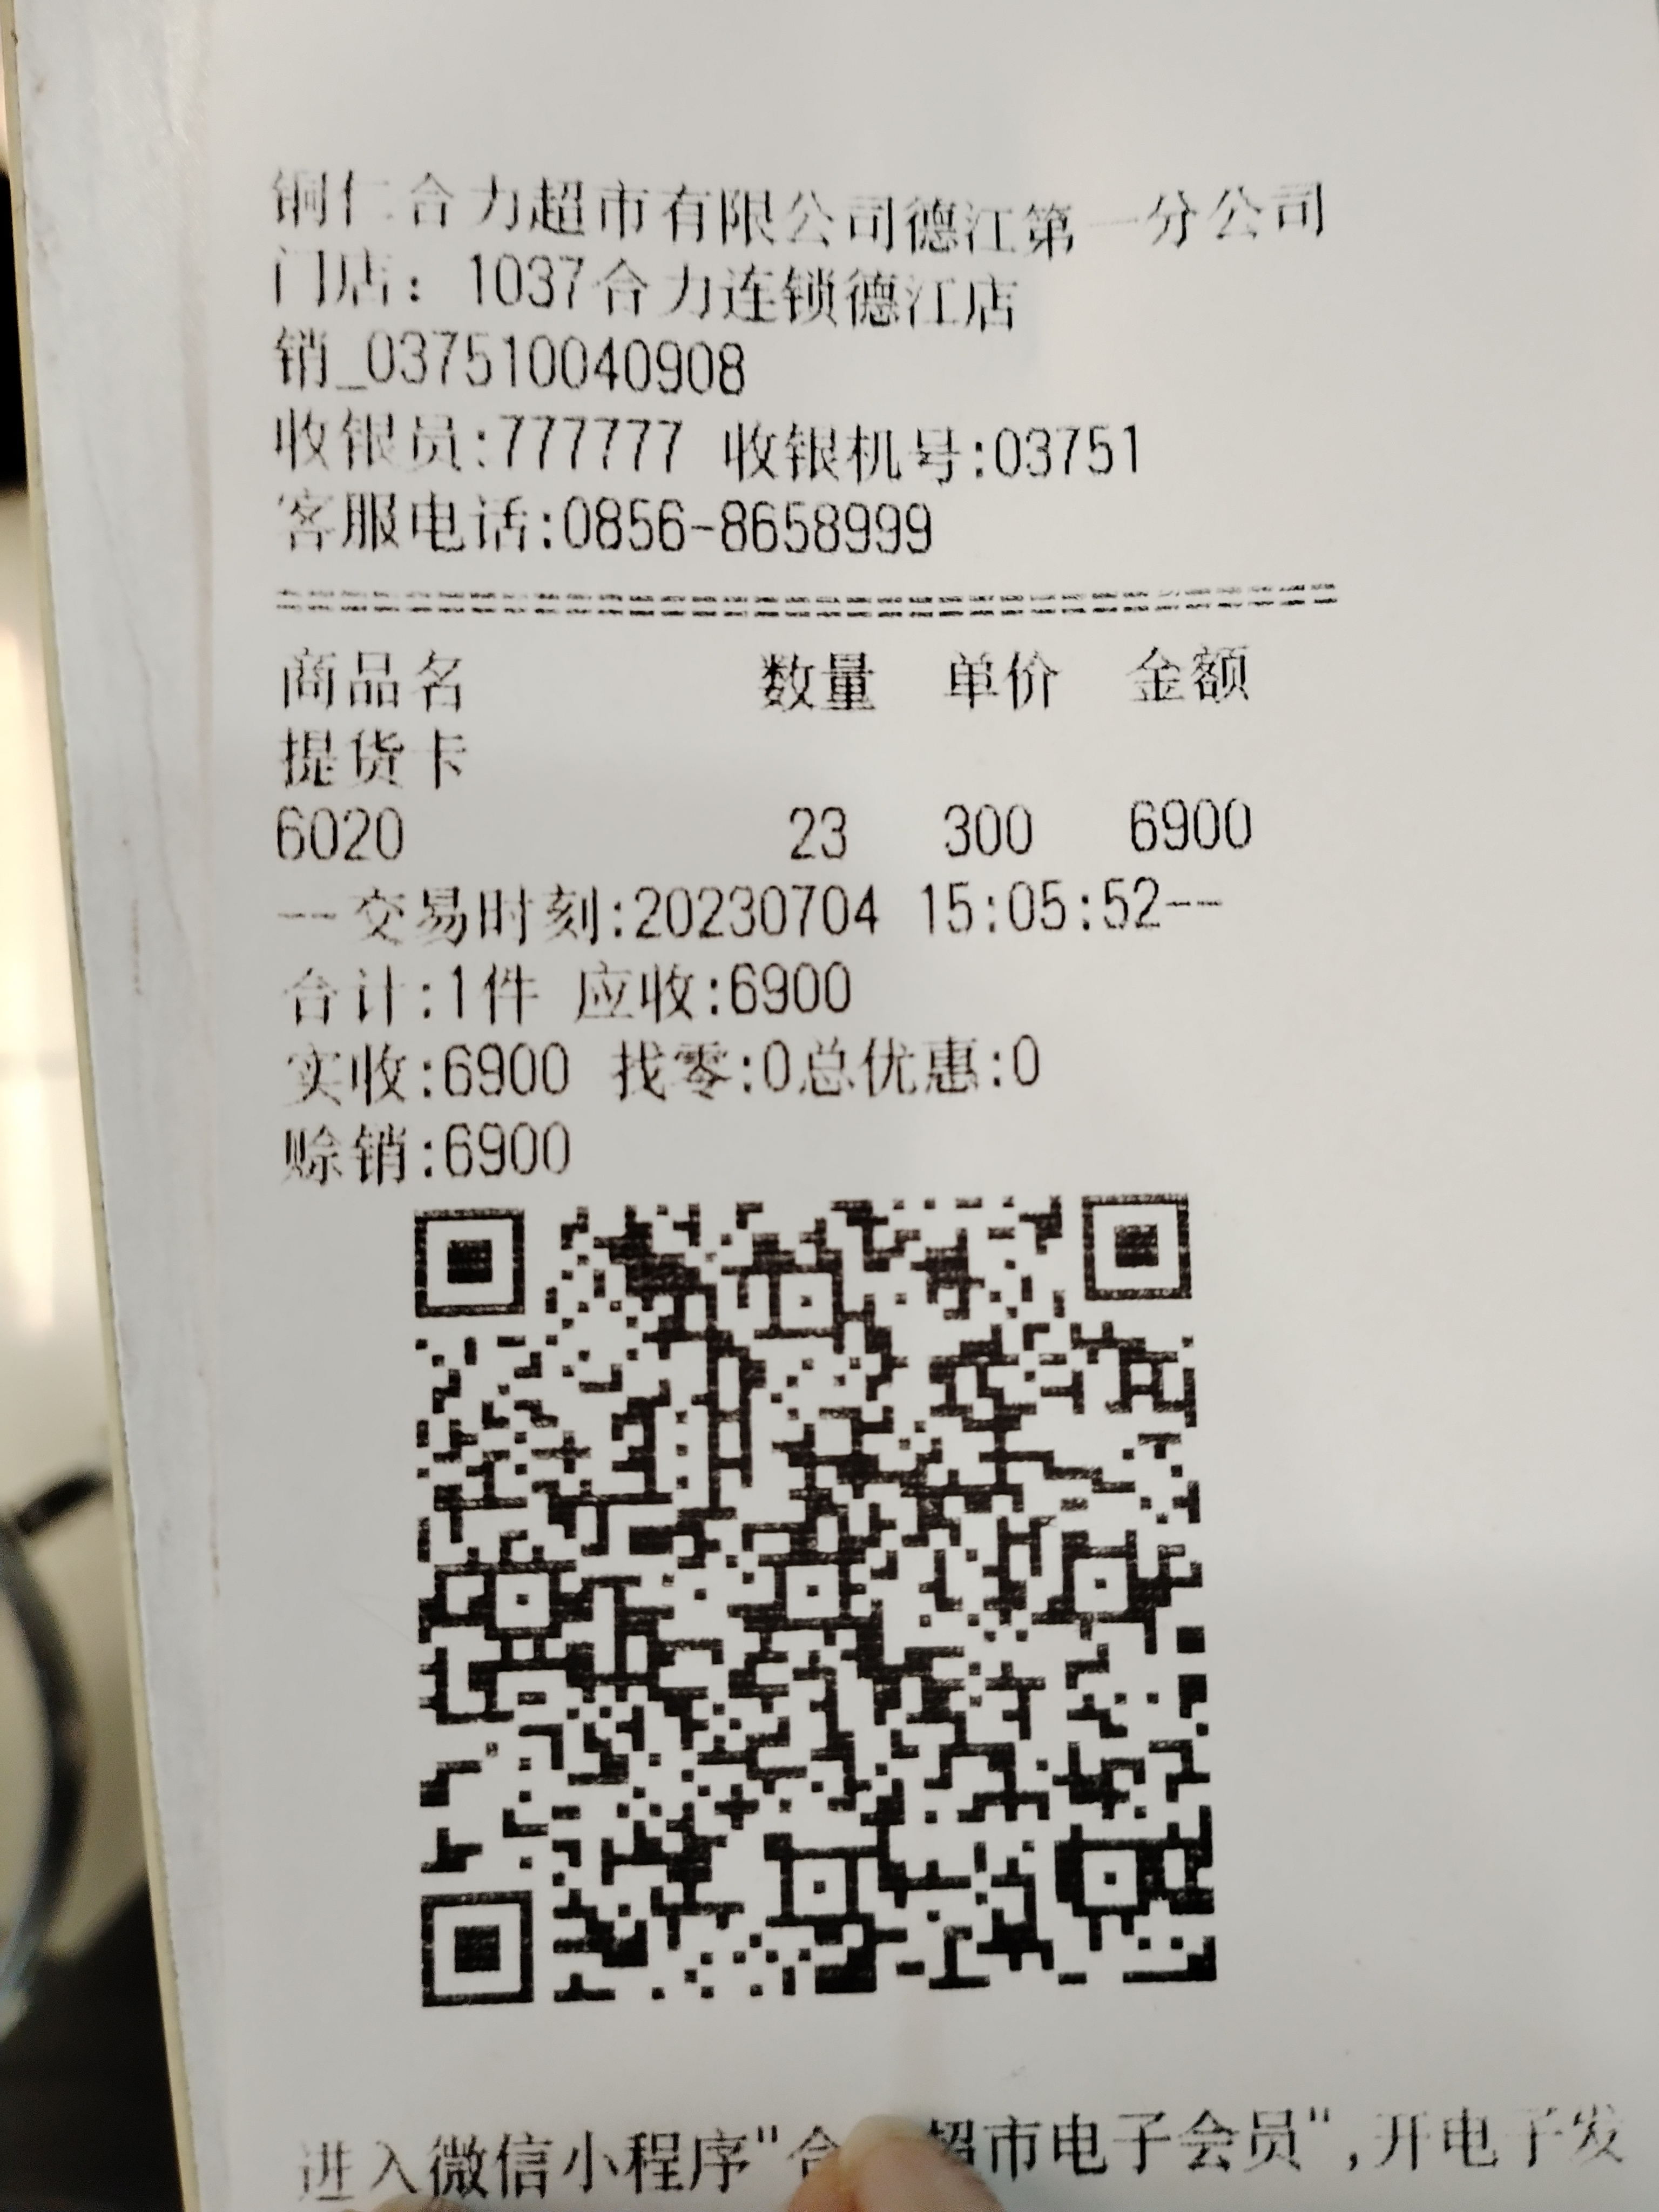 铜仁合力超市有限公司德江第一分公司
门店：1037合力连锁德江店
销_037510040908
收银员:777777 收银机号:03751
客服电话:0856-8658999
================================
商品名 数量 单价 金额
提货卡
6020 23 300 6900
--交易时刻:20230704 15:05:52--
合计:1件 应收:6900
实收:6900 找零:0总优惠:0
赊销:6900
进入微信小程序"合 超市电子会员",开电子发